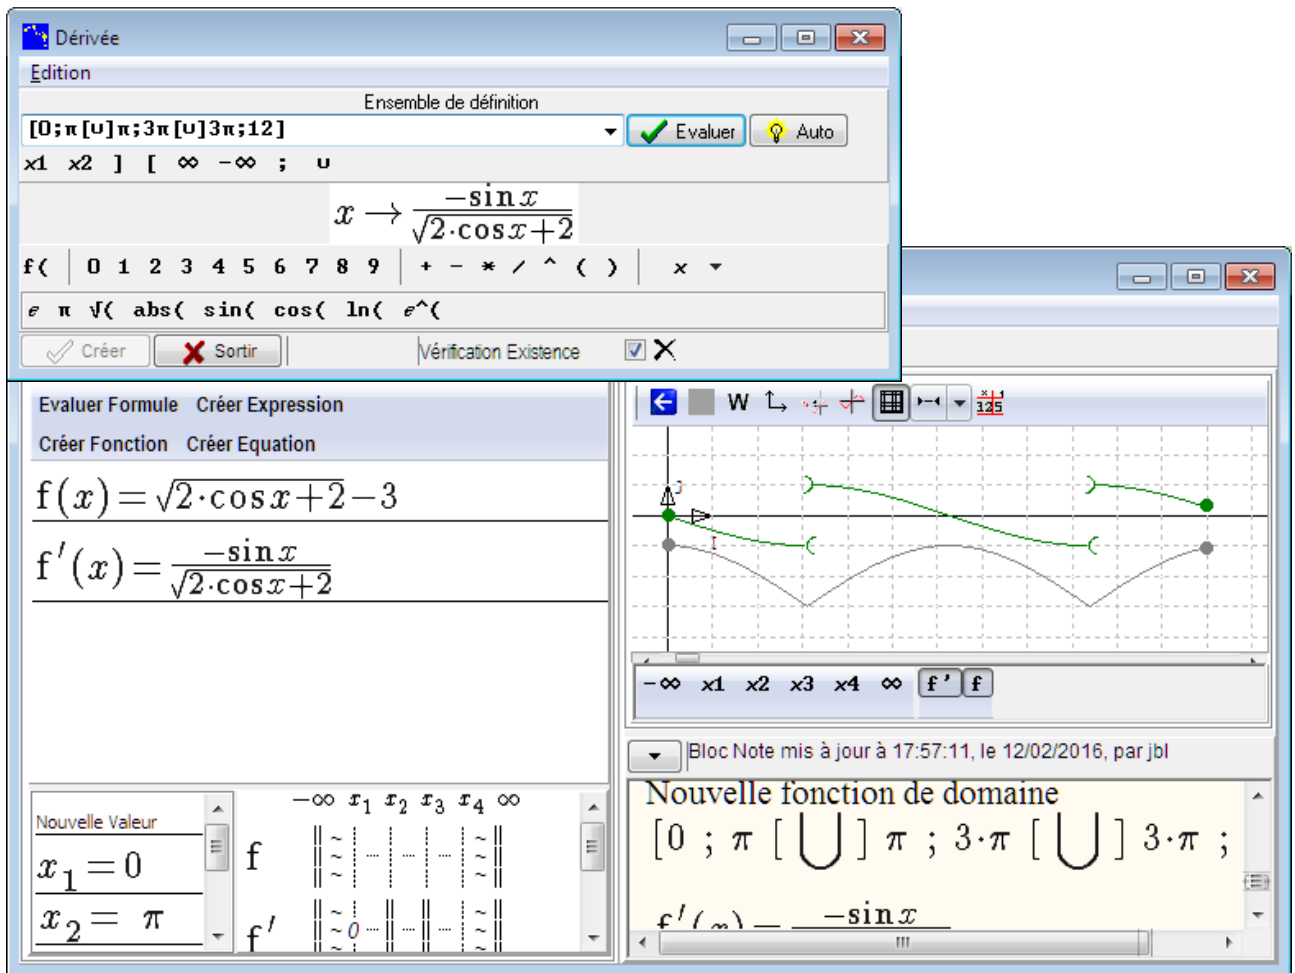 Dérivée
Edition
Ensemble de définition
[0;π[∪]π;3π[∪]3π;12]
Evaluer Auto
x1 x2 ] [ ∞ -∞ ; ∪
x → -sin x / √(2·cos x+2)
f( 0 1 2 3 4 5 6 7 8 9 + - * / ^ ( ) x
e π √( abs( sin( cos( ln( e^(
Créer Sortir Vérification Existence
Evaluer Formule Créer Expression
Créer Fonction Créer Equation
f(x) = √(2·cos x+2) - 3
f'(x) = -sin x / √(2·cos x+2)
W
J
I
-∞ x1 x2 x3 x4 ∞ f' f
Bloc Note mis à jour à 17:57:11, le 12/02/2016, par jbl
Nouvelle fonction de domaine
[0 ; π [ ∪ ] π ; 3·π [ ∪ ] 3·π ;
f'(x) = -sin x
Nouvelle Valeur
x₁ = 0
x₂ = π
-∞ x₁ x₂ x₃ x₄ ∞
f
f' 0